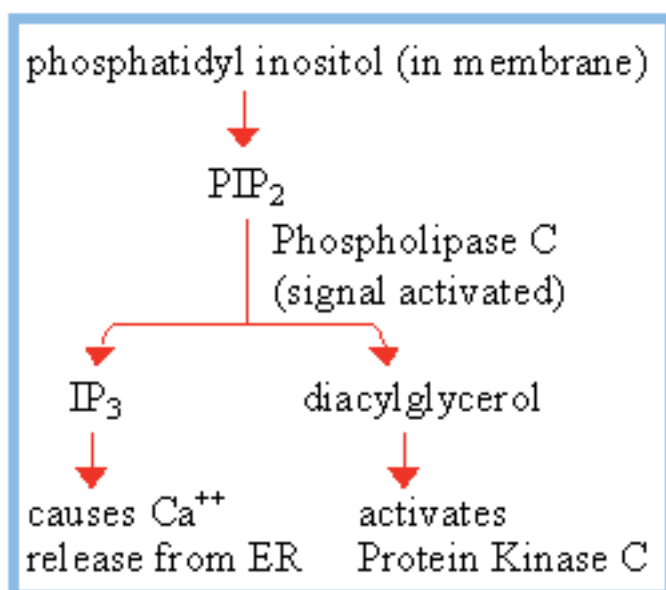 phosphatidyl inositol (in membrane)
PIP₂
Phospholipase C
(signal activated)
IP₃
diacylglycerol
causes Ca⁺⁺
release from ER
activates
Protein Kinase C